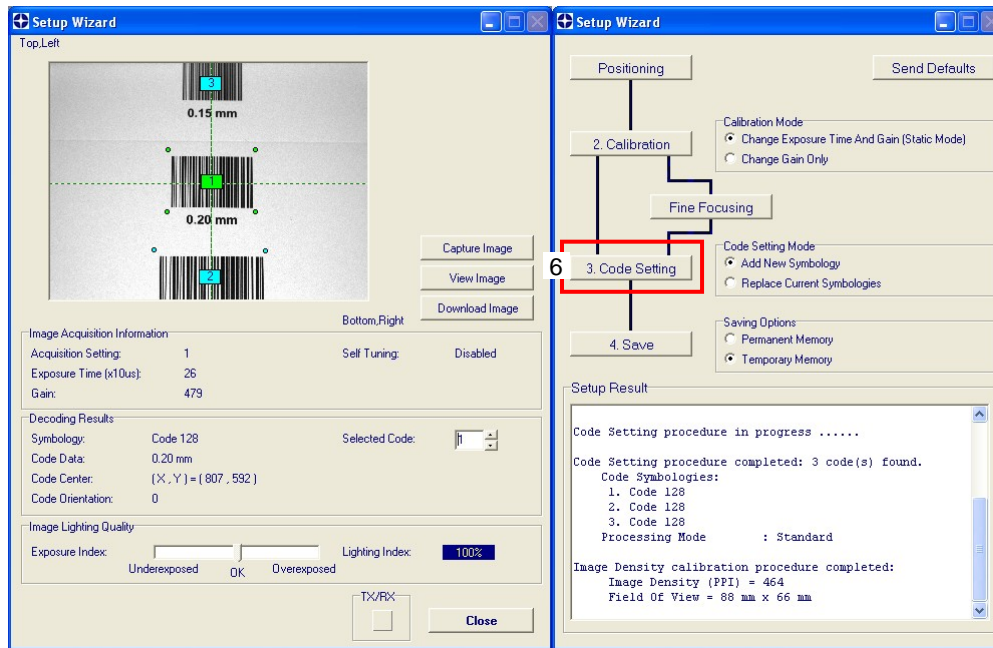 Setup Wizard
Top,Left
3
0.15 mm
1
0.20 mm
2
Capture Image
View Image
Download Image
Bottom,Right
Image Acquisition Information
Acquisition Setting: 1 Self Tuning: Disabled
Exposure Time (x10us): 26
Gain: 479
Decoding Results
Symbology: Code 128 Selected Code: 1
Code Data: 0.20 mm
Code Center: (X,Y) = ( 807 , 592 )
Code Orientation: 0
Image Lighting Quality
Exposure Index: Lighting Index: 100%
Underexposed OK Overexposed
TX/RX
Close
Setup Wizard
Positioning Send Defaults
Calibration Mode
2. Calibration
Change Exposure Time And Gain (Static Mode)
Change Gain Only
Fine Focusing
6
3. Code Setting
Code Setting Mode
Add New Symbology
Replace Current Symbologies
4. Save
Saving Options
Permanent Memory
Temporary Memory
Setup Result
Code Setting procedure in progress ......
Code Setting procedure completed: 3 code(s) found.
Code Symbologies:
1. Code 128
2. Code 128
3. Code 128
Processing Mode : Standard
Image Density calibration procedure completed:
Image Density (PPI) = 464
Field Of View = 88 mm x 66 mm